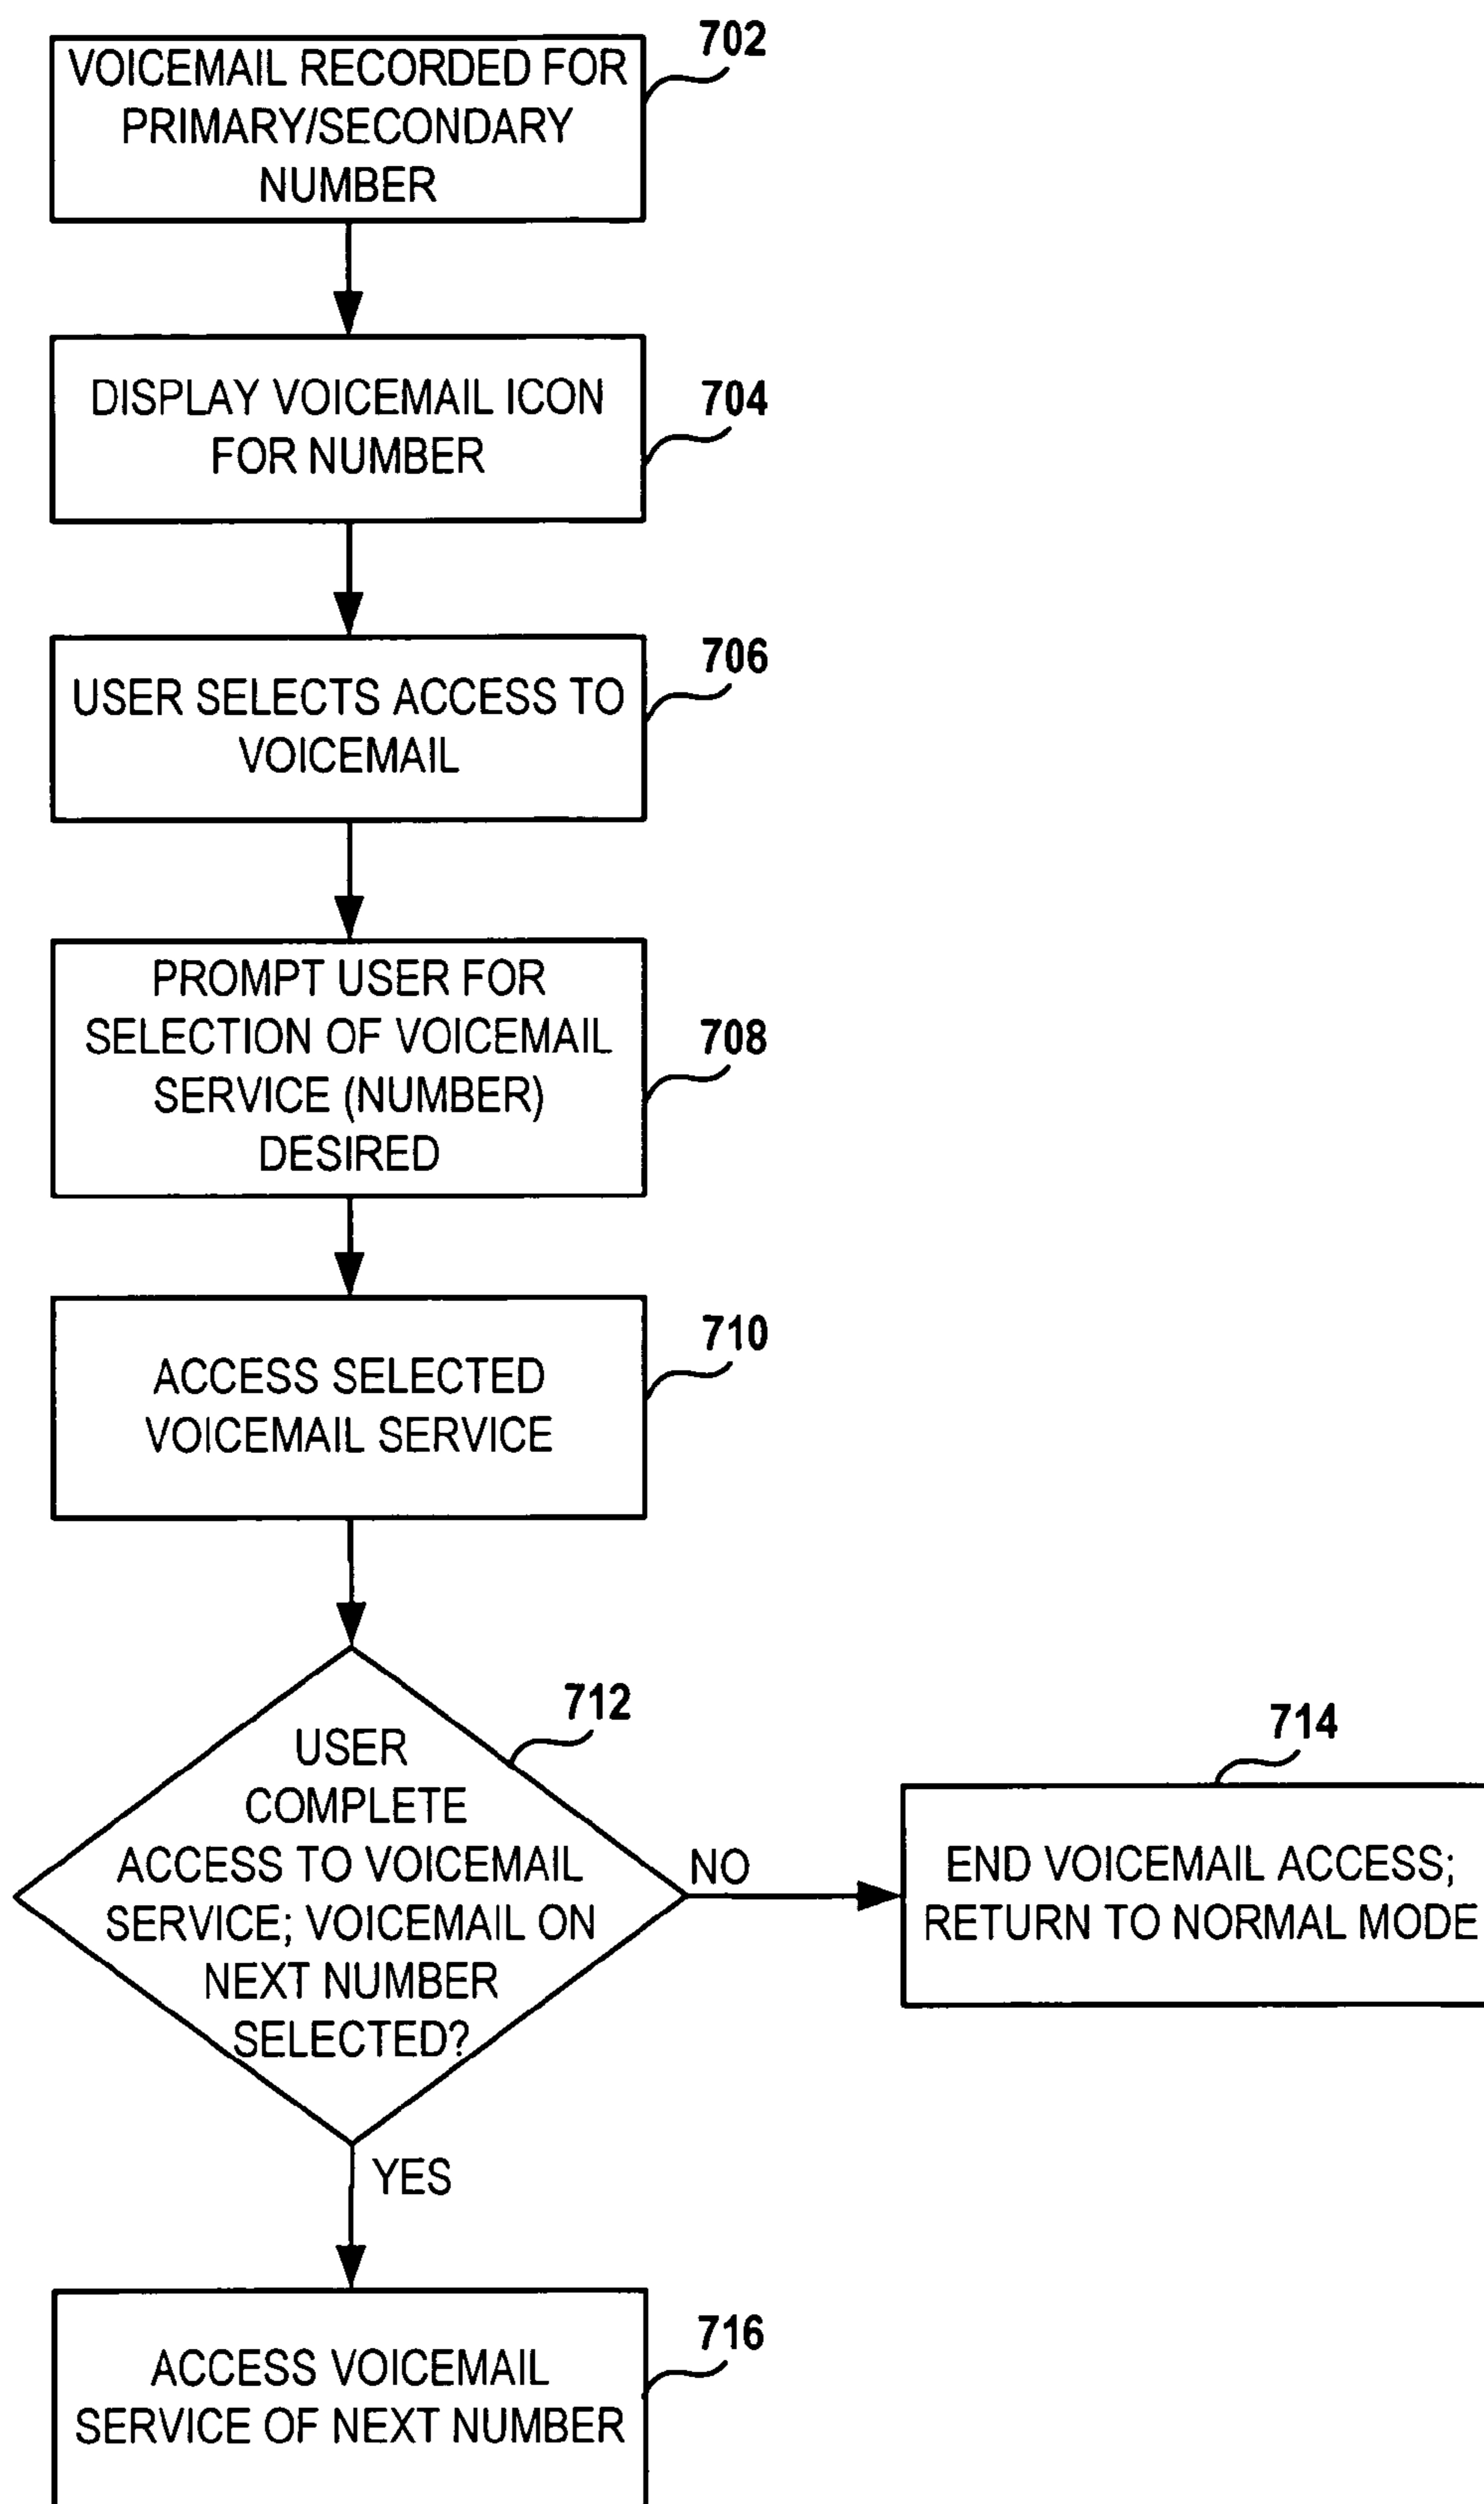 702
VOICEMAIL RECORDED FOR
PRIMARY/SECONDARY
NUMBER
DISPLAY VOICEMAIL ICON
FOR NUMBER
704
706
USER SELECTS ACCESS TO
VOICEMAIL
PROMPT USER FOR
SELECTION OF VOICEMAIL
SERVICE (NUMBER)
DESIRED
708
710
ACCESS SELECTED
VOICEMAIL SERVICE
712
USER
COMPLETE
ACCESS TO VOICEMAIL
SERVICE; VOICEMAIL ON
NEXT NUMBER
SELECTED?
NO
714
END VOICEMAIL ACCESS;
RETURN TO NORMAL MODE
YES
716
ACCESS VOICEMAIL
SERVICE OF NEXT NUMBER